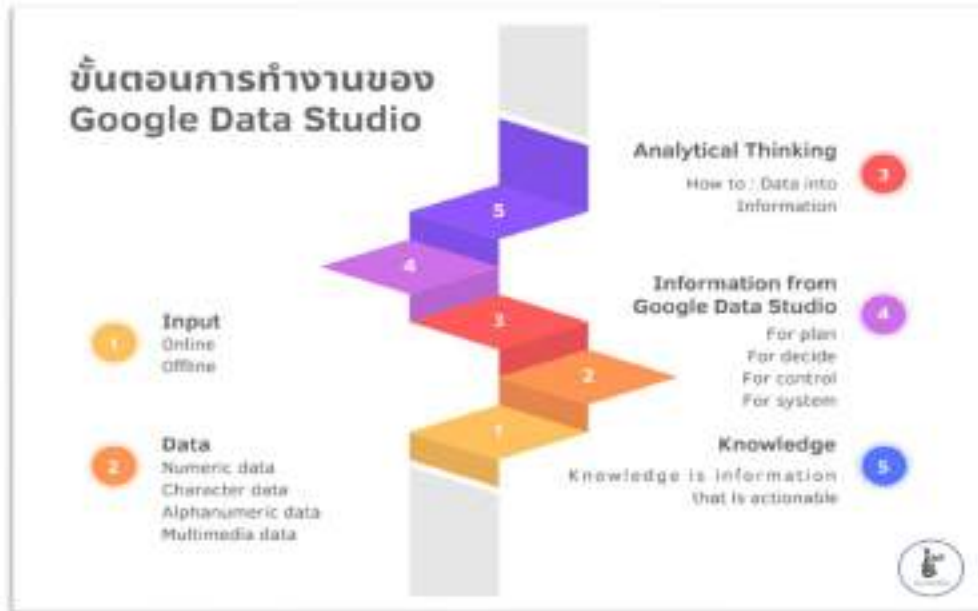 ขั้นตอนการทำงานของ
Google Data Studio
5
4
3
2
1
1
Input
Online
Offline
2
Data
Numeric data
Character data
Alphanumeric data
Multimedia data
Analytical Thinking
3
How to : Data into
Information
Information from
Google Data Studio
4
For plan
For decide
For control
For system
Knowledge
5
Knowledge is information
that is actionable